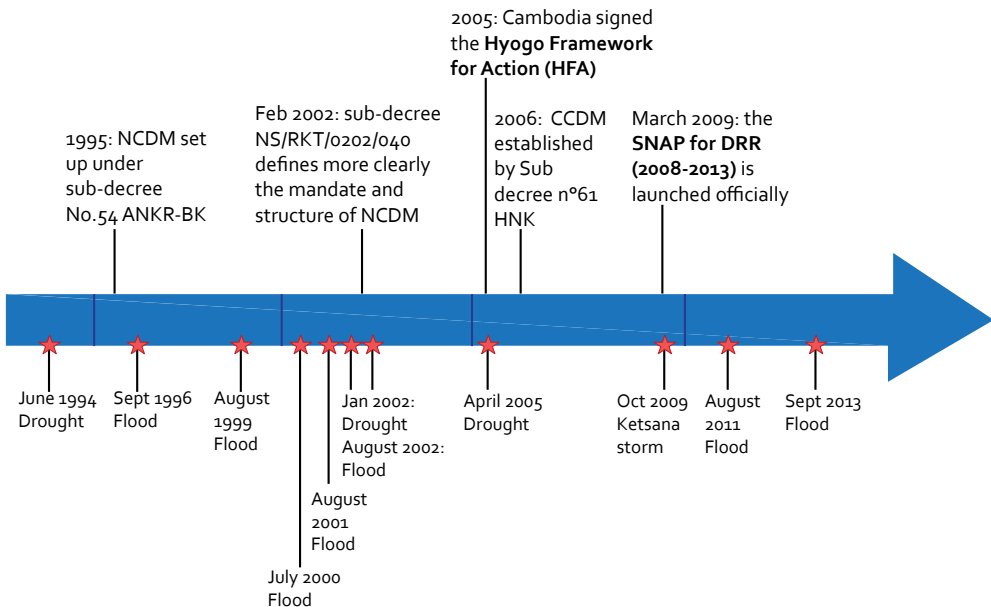 2005: Cambodia signed
the Hyogo Framework
for Action (HFA)
1995: NCDM set
up under
sub-decree
No.54 ANKR-BK
Feb 2002: sub-decree
NS/RKT/0202/040
defines more clearly
the mandate and
structure of NCDM
2006: CCDM
established
by Sub
decree n°61
HNK
March 2009: the
SNAP for DRR
(2008-2013) is
launched officially
June 1994
Drought
Sept 1996
Flood
August
1999
Flood
July 2000
Flood
August
2001
Flood
Jan 2002:
Drought
August 2002:
Flood
April 2005
Drought
Oct 2009
Ketsana
storm
August
2011
Flood
Sept 2013
Flood